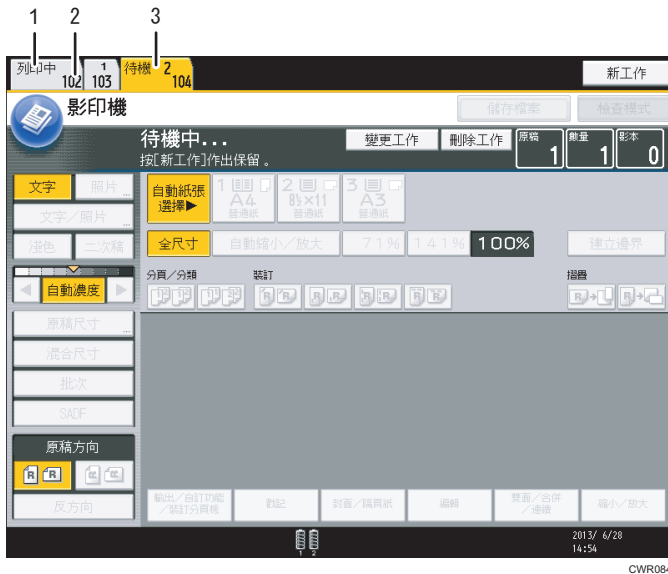 1 2 3
列印中 102 1 103 待機 2 104 新工作
影印機 儲存檔案 檢查模式
待機中... 變更工作 刪除工作 原稿 1 數量 1 影本 0
按[新工作]作出保留。
文字 照片 自動紙張選擇▶ 1 A4 普通紙 2 8½×11 普通紙 3 A3 普通紙
文字／照片
淺色 二次稿 全尺寸 自動縮小／放大 71% 141% 100% 建立邊界
分頁／分類 裝訂 摺疊
自動濃度
原稿尺寸
混合尺寸
批次
SADF
原稿方向
R R
反方向 輸出／自訂功能／裝訂分頁機 戳記 封面／隔頁紙 編輯 雙面／合併／連續 縮小／放大
1 2
2013/ 6/28
14:54
CWR084